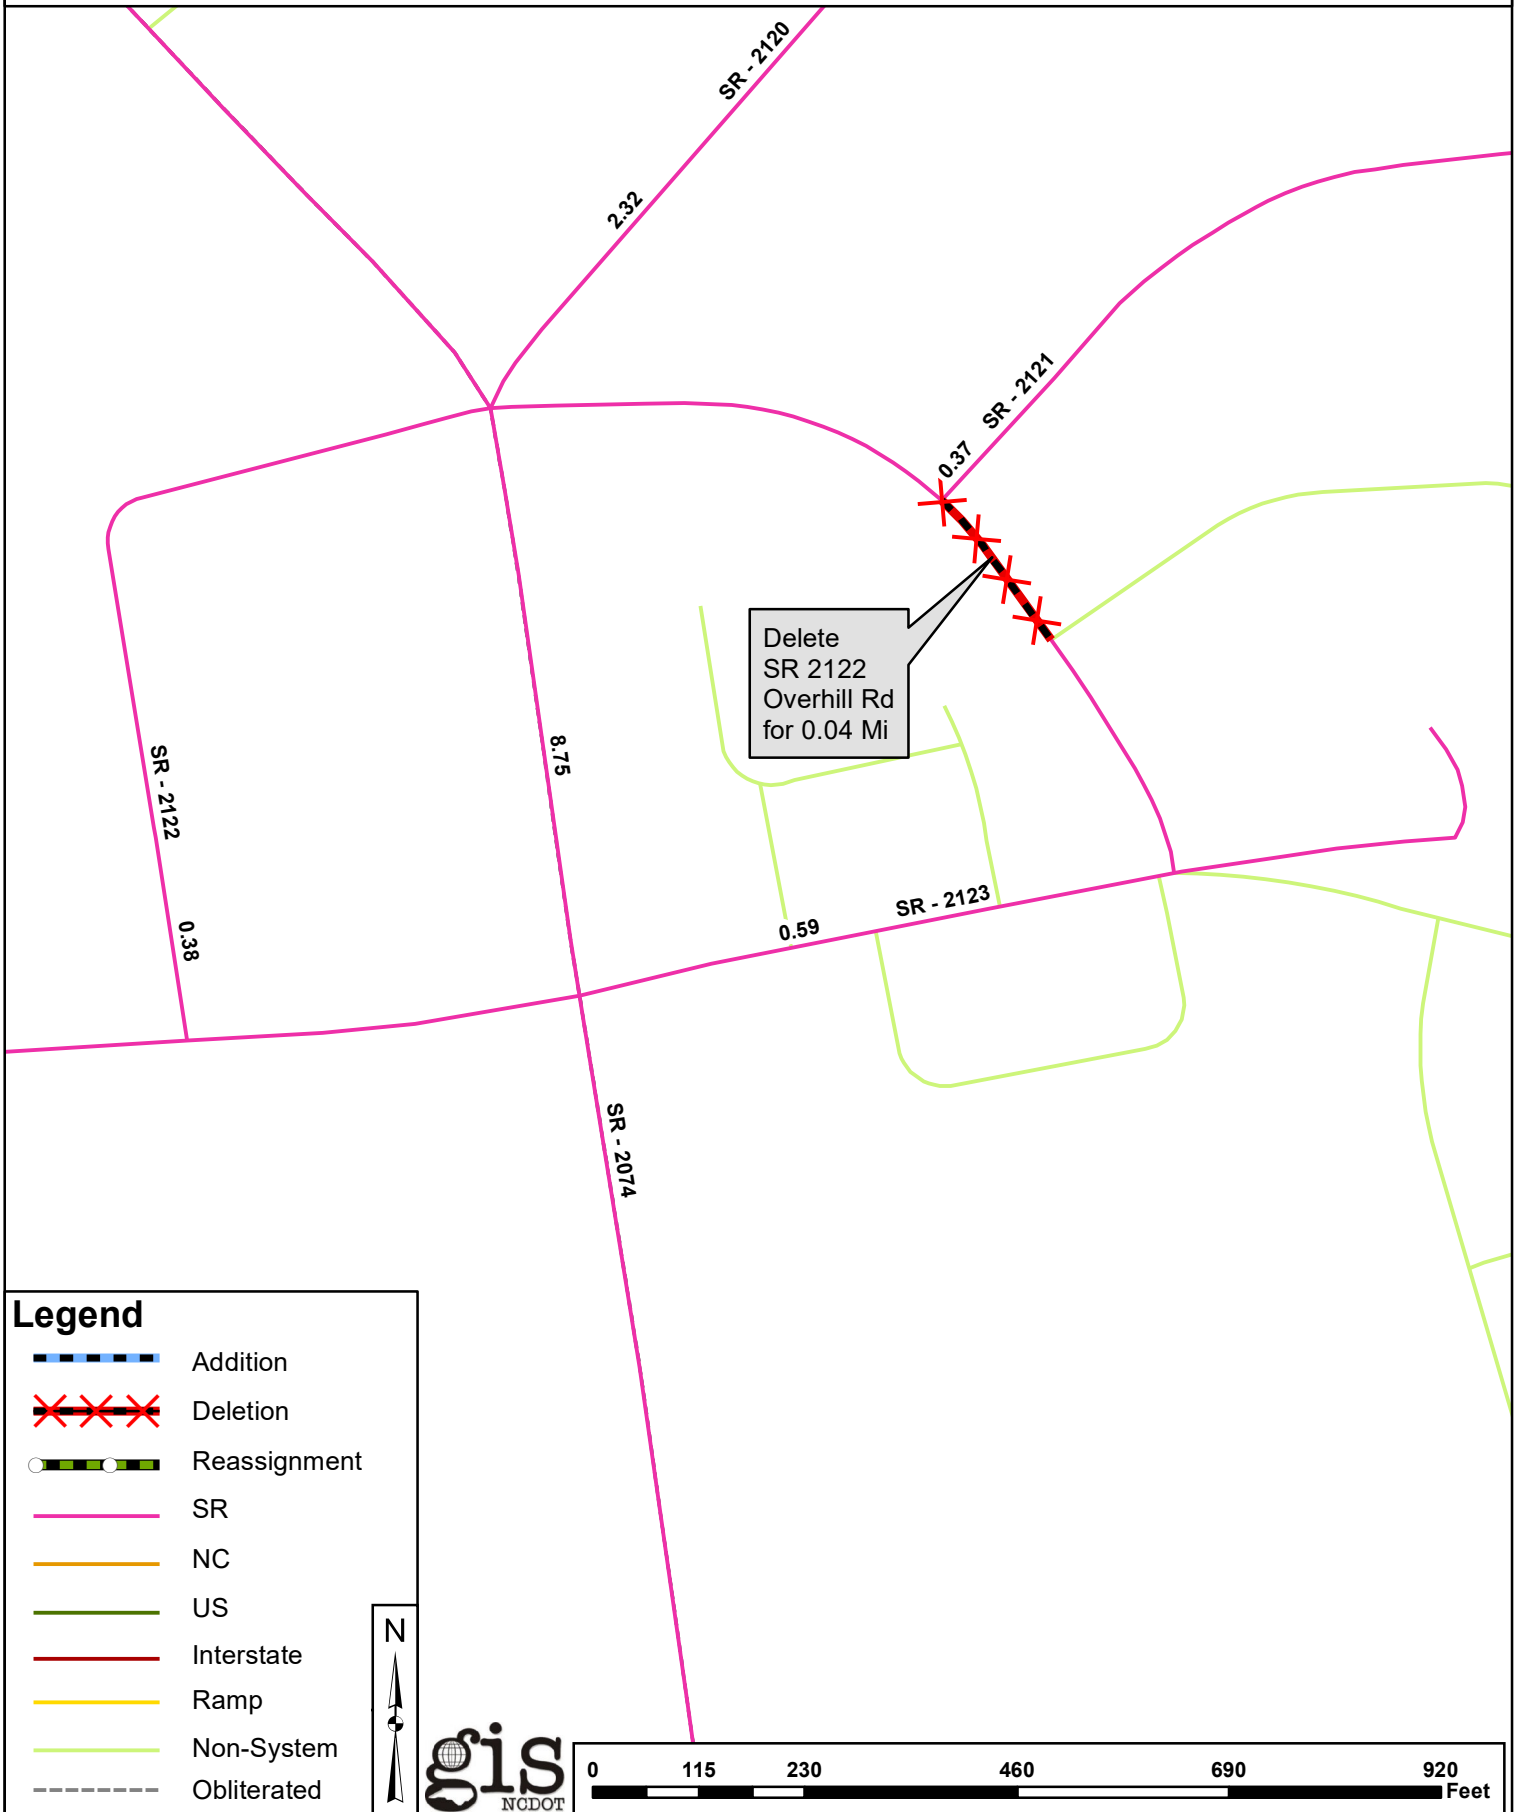 SR - 2120
2.32
SR - 2121
0.37
Delete
SR 2122
Overhill Rd
for 0.04 Mi
SR - 2122
8.75
0.38
SR - 2123
0.59
SR - 2074
Legend
Addition
Deletion
Reassignment
SR
NC
US
Interstate
Ramp
Non-System
Obliterated
N
gis
NCDOT
0 115 230 460 690 920
Feet